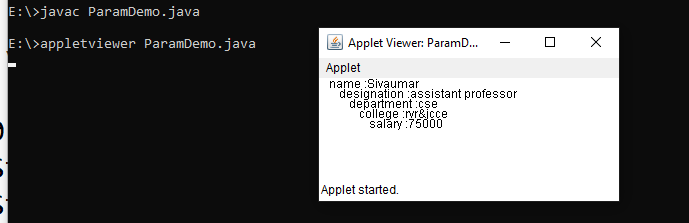 E:\>javac ParamDemo.java
E:\>appletviewer ParamDemo.java
Applet Viewer: ParamD...
Applet
name :Sivaumar
designation :assistant professor
department :cse
college :rvr&jcce
salary :75000
Applet started.